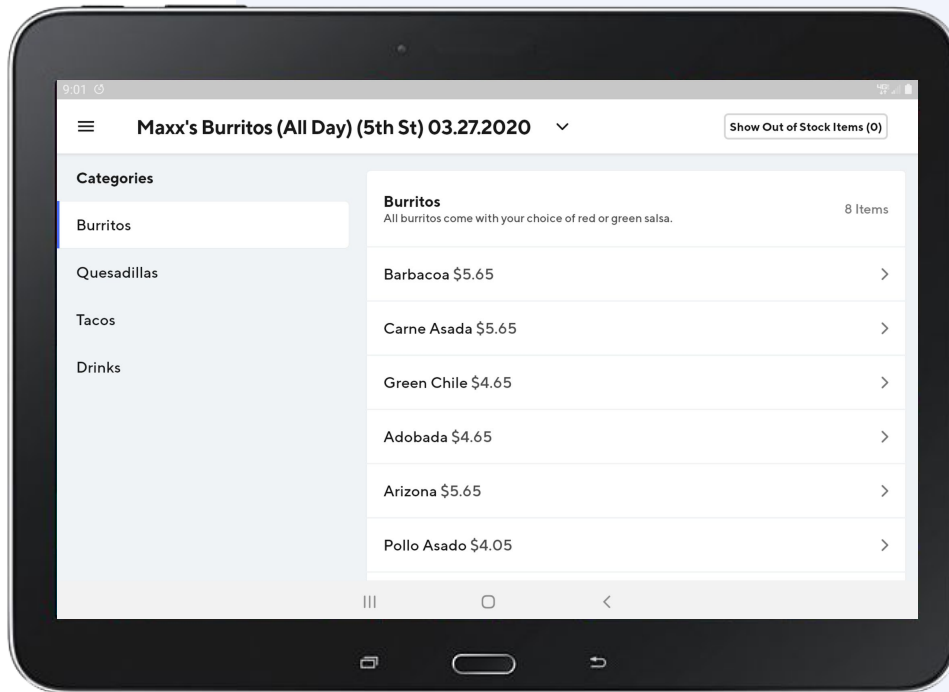 9:01
Maxx's Burritos (All Day) (5th St) 03.27.2020
Show Out of Stock Items (0)
Categories
Burritos
Quesadillas
Tacos
Drinks
Burritos
All burritos come with your choice of red or green salsa.
8 Items
Barbacoa $5.65
Carne Asada $5.65
Green Chile $4.65
Adobada $4.65
Arizona $5.65
Pollo Asado $4.05